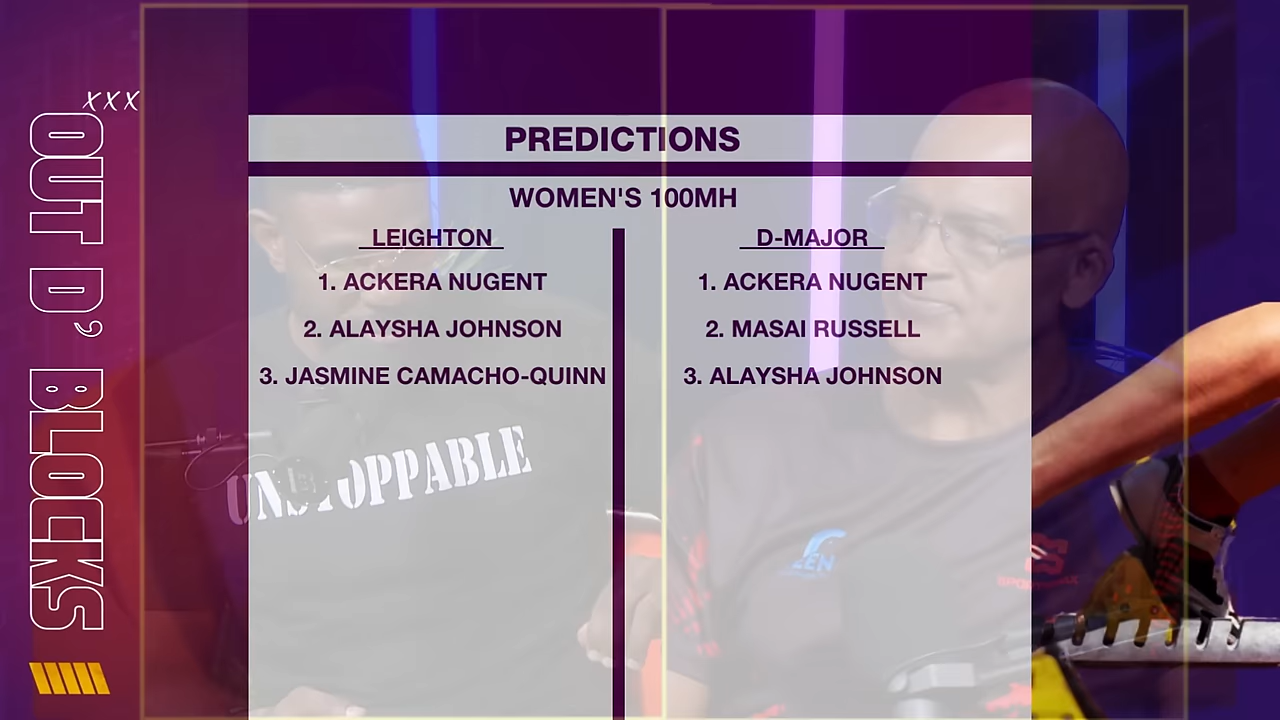 XXX
OUT D' BLOCKS
PREDICTIONS
WOMEN'S 100MH
LEIGHTON
1. ACKERA NUGENT
2. ALAYSHA JOHNSON
3. JASMINE CAMACHO-QUINN
D-MAJOR
1. ACKERA NUGENT
2. MASAI RUSSELL
3. ALAYSHA JOHNSON
UNSTOPPABLE